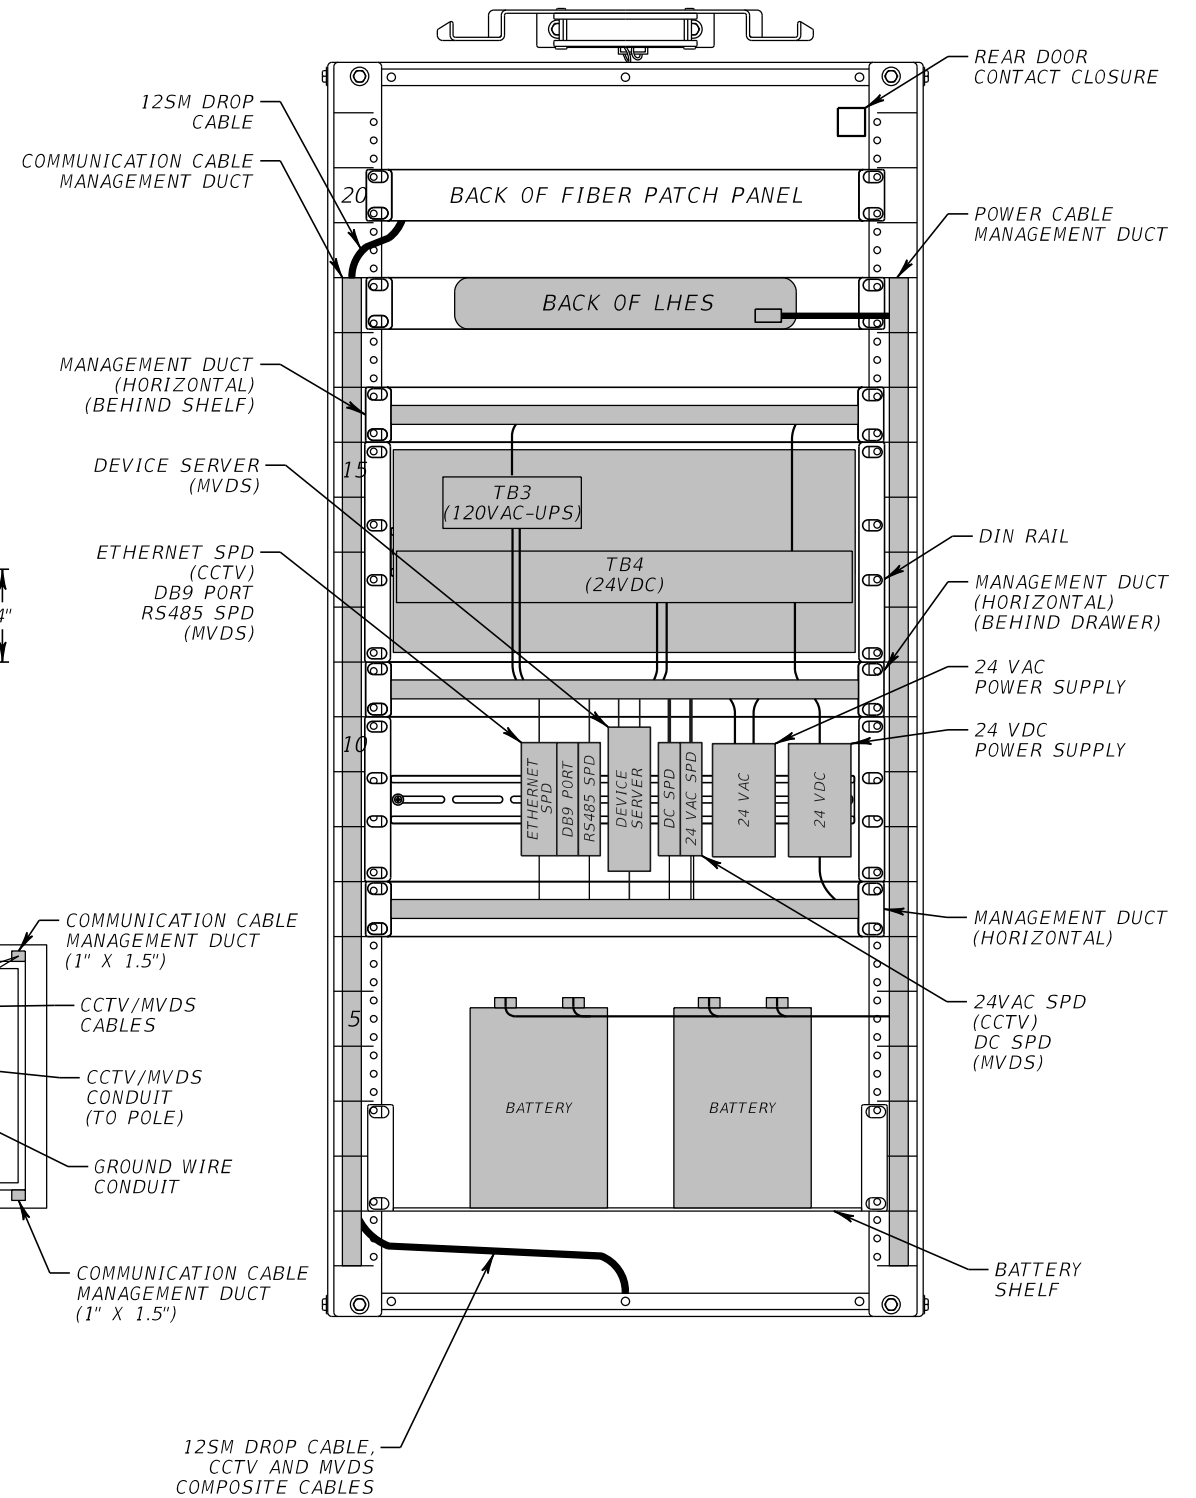 REAR DOOR
CONTACT CLOSURE
12SM DROP
CABLE
COMMUNICATION CABLE
MANAGEMENT DUCT
20
BACK OF FIBER PATCH PANEL
POWER CABLE
MANAGEMENT DUCT
BACK OF LHES
MANAGEMENT DUCT
(HORIZONTAL)
(BEHIND SHELF)
DEVICE SERVER
(MVDS)
15
TB3
(120VAC-UPS)
ETHERNET SPD
(CCTV)
DB9 PORT
RS485 SPD
(MVDS)
TB4
(24VDC)
DIN RAIL
MANAGEMENT DUCT
(HORIZONTAL)
(BEHIND DRAWER)
4"
24 VAC
POWER SUPPLY
24 VDC
POWER SUPPLY
10
ETHERNET
SPD
DB9 PORT
RS485 SPD
DEVICE
SERVER
DC SPD
24 VAC SPD
24 VAC
24 VDC
COMMUNICATION CABLE
MANAGEMENT DUCT
(1" X 1.5")
MANAGEMENT DUCT
(HORIZONTAL)
CCTV/MVDS
CABLES
5
24VAC SPD
(CCTV)
DC SPD
(MVDS)
CCTV/MVDS
CONDUIT
(TO POLE)
BATTERY
BATTERY
GROUND WIRE
CONDUIT
COMMUNICATION CABLE
MANAGEMENT DUCT
(1" X 1.5")
BATTERY
SHELF
12SM DROP CABLE,
CCTV AND MVDS
COMPOSITE CABLES